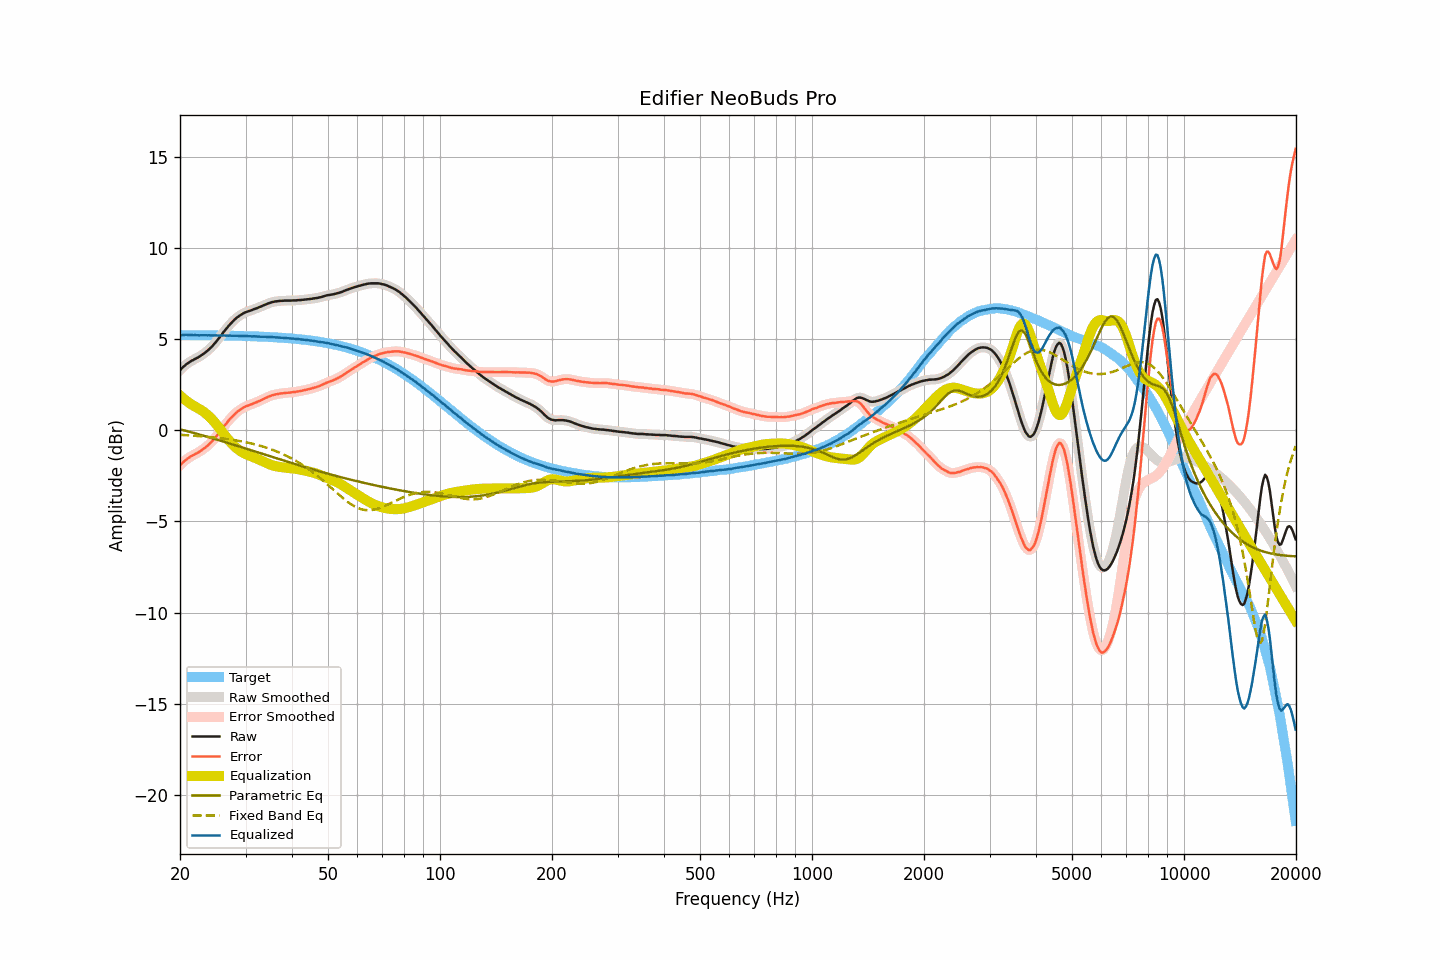 Edifier NeoBuds Pro
15
10
5
0
−5
−10
−15
−20
Amplitude (dBr)
Target
Raw Smoothed
Error Smoothed
Raw
Error
Equalization
Parametric Eq
Fixed Band Eq
Equalized
20 50 100 200 500 1000 2000 5000 10000 20000
Frequency (Hz)